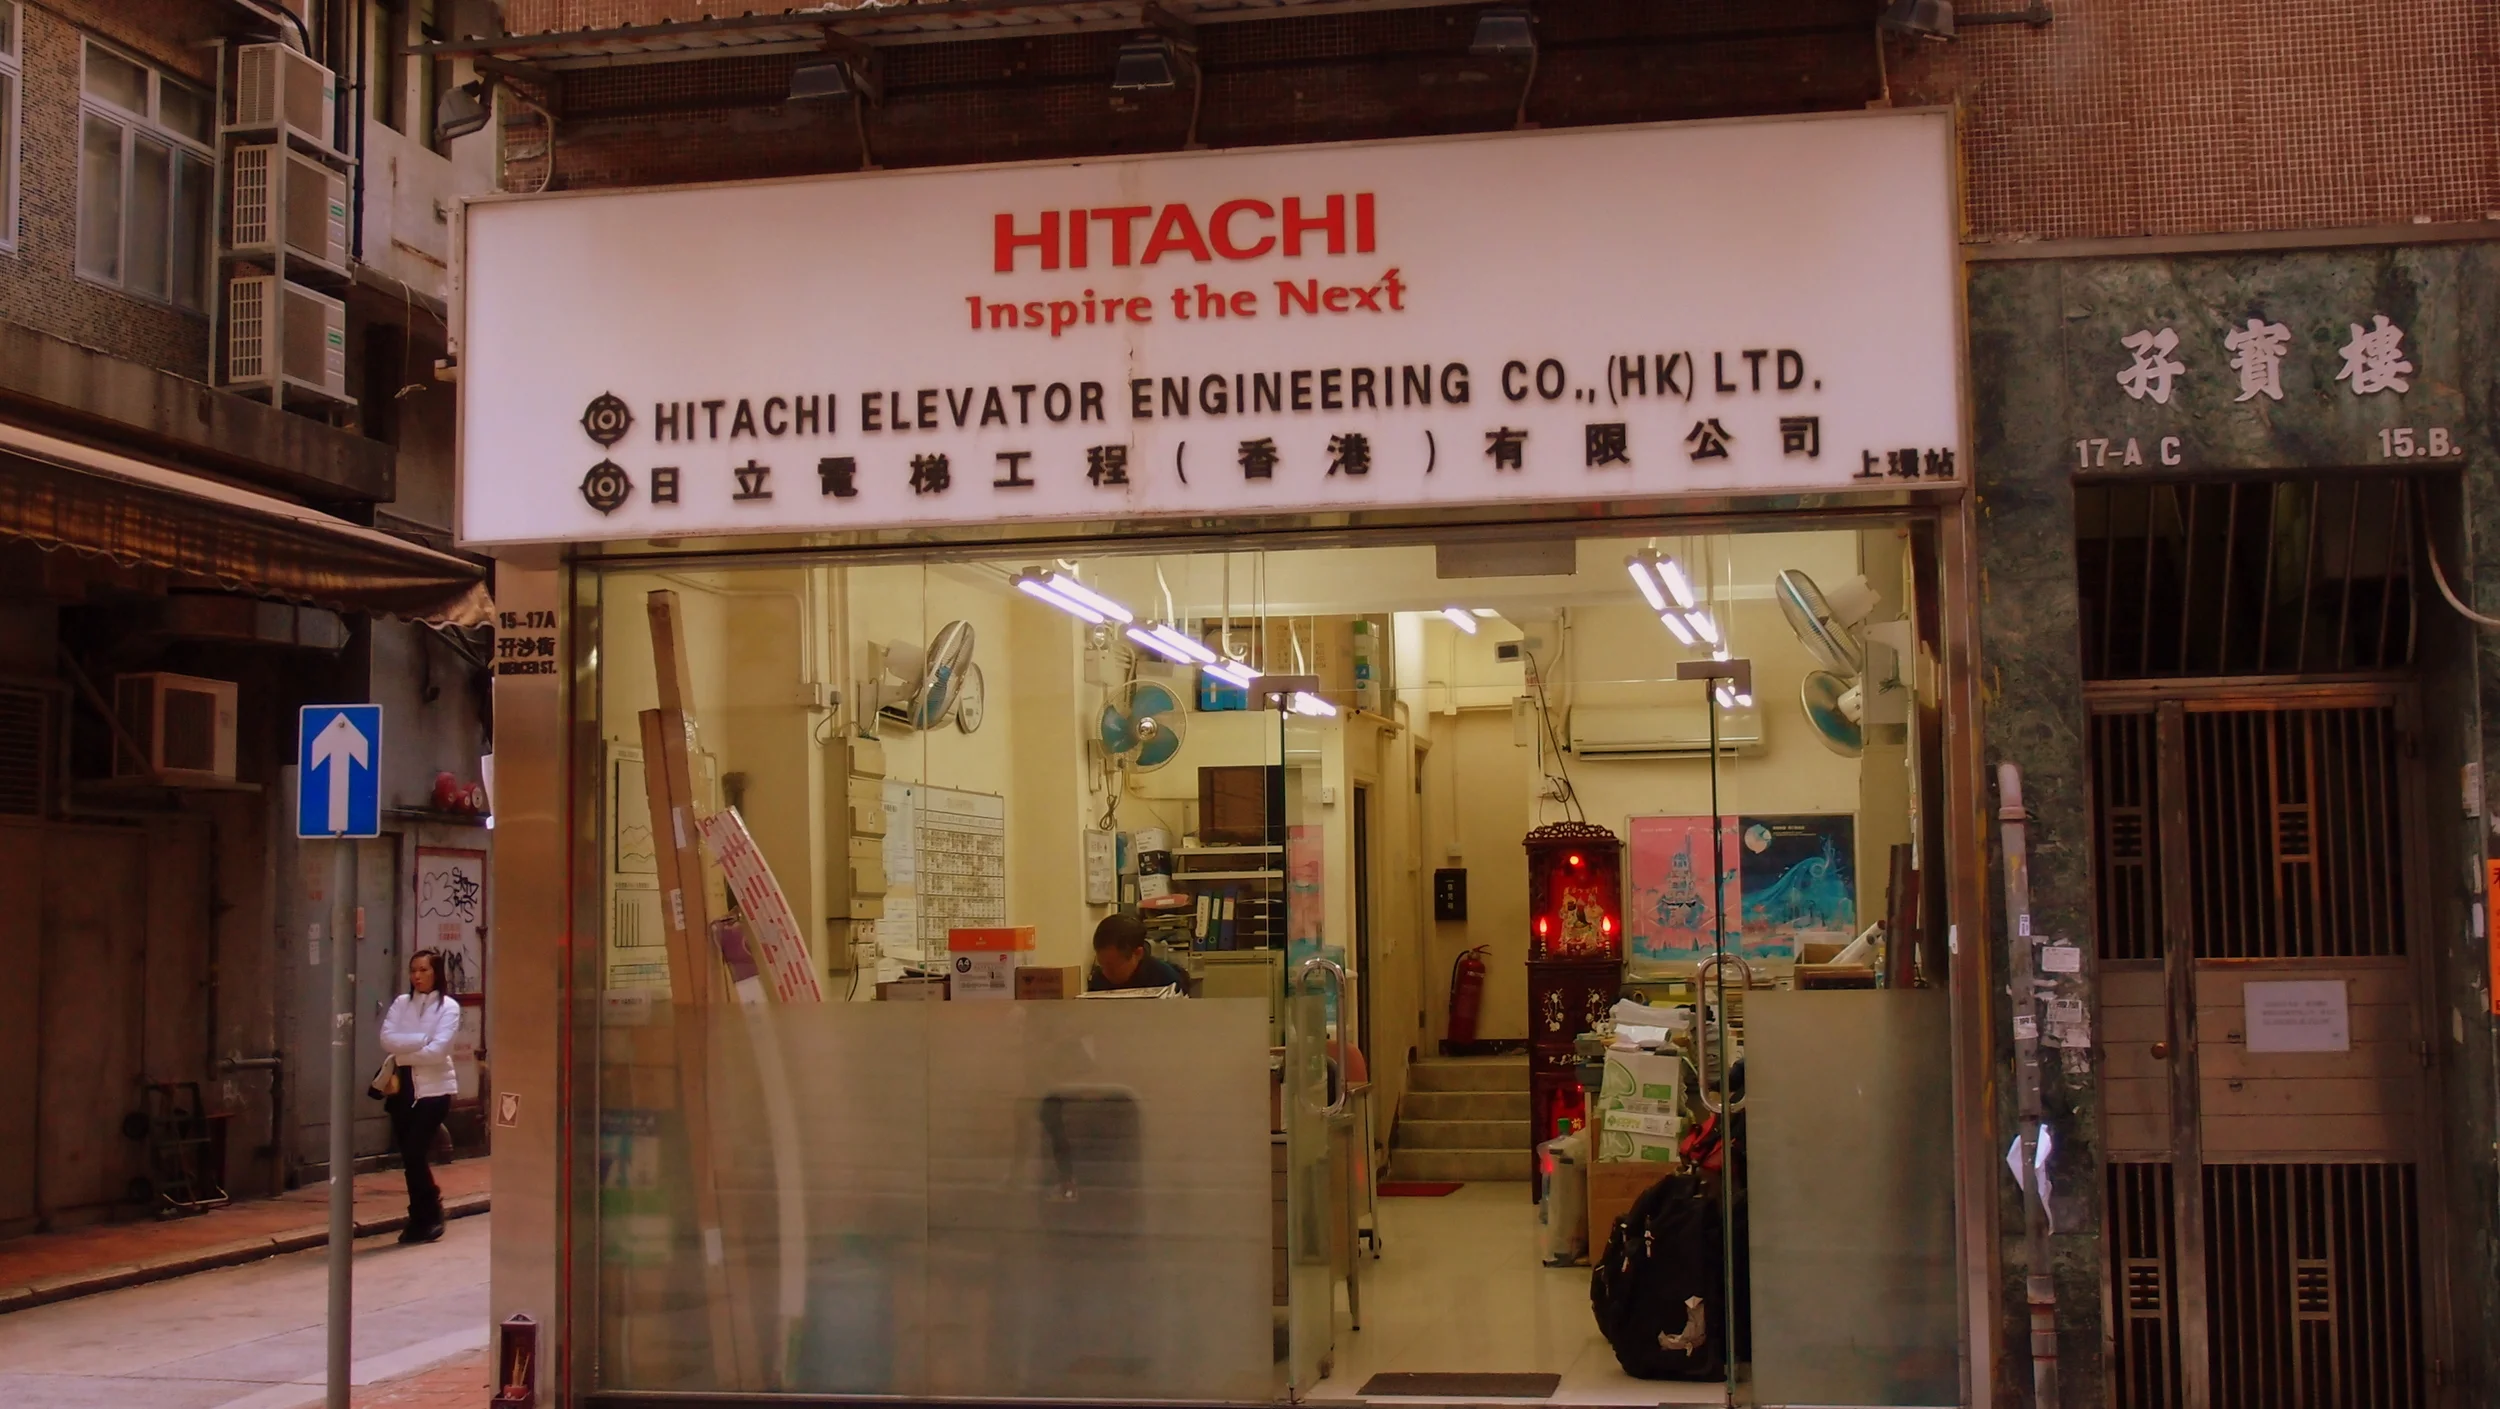 HITACHI
Inspire the Next
HITACHI ELEVATOR ENGINEERING CO.,(HK) LTD.
日立電梯工程(香港)有限公司
上環站
孖寶樓
17-A C
15.B.
15-17A
孖沙街
MERCER ST.